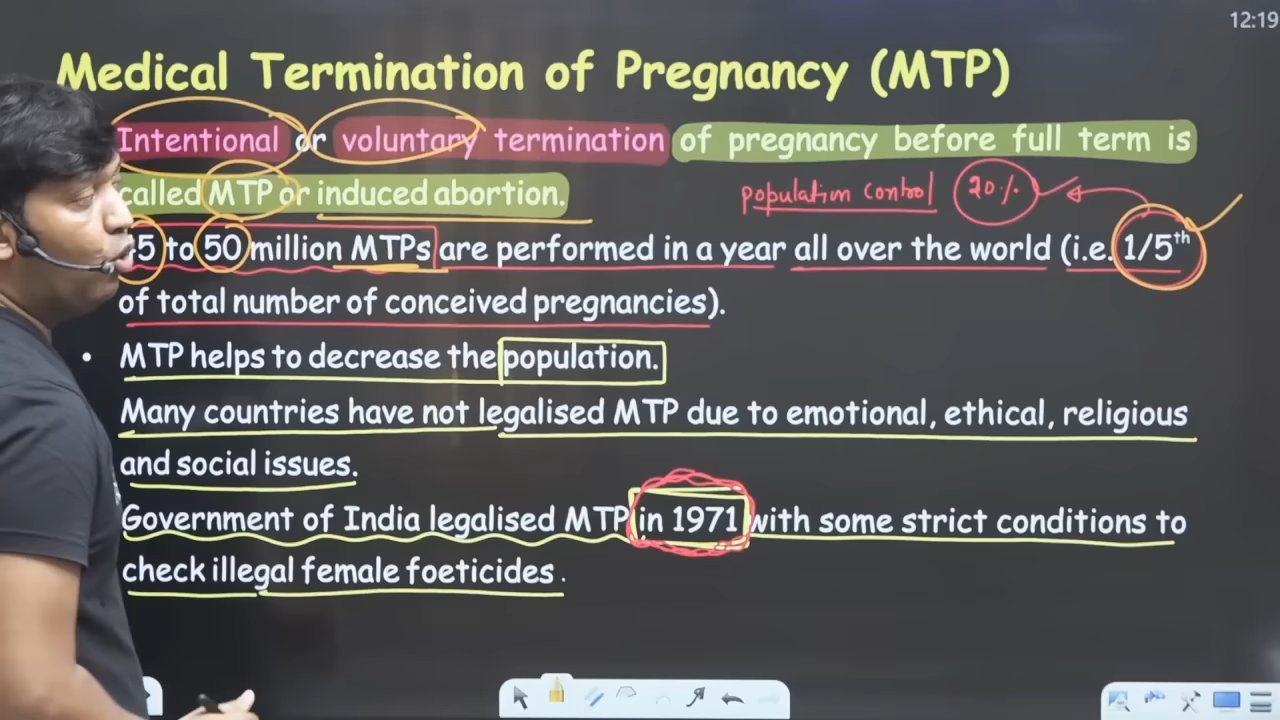 12:19
Medical Termination of Pregnancy (MTP)
Intentional or voluntary termination of pregnancy before full term is
called MTP or induced abortion.
population control 20%
to 50 million MTPs are performed in a year all over the world (i.e. 1/5th
of total number of conceived pregnancies).
• MTP helps to decrease the population.
Many countries have not legalised MTP due to emotional, ethical, religious
and social issues.
Government of India legalised MTP in 1971 with some strict conditions to
check illegal female foeticides.